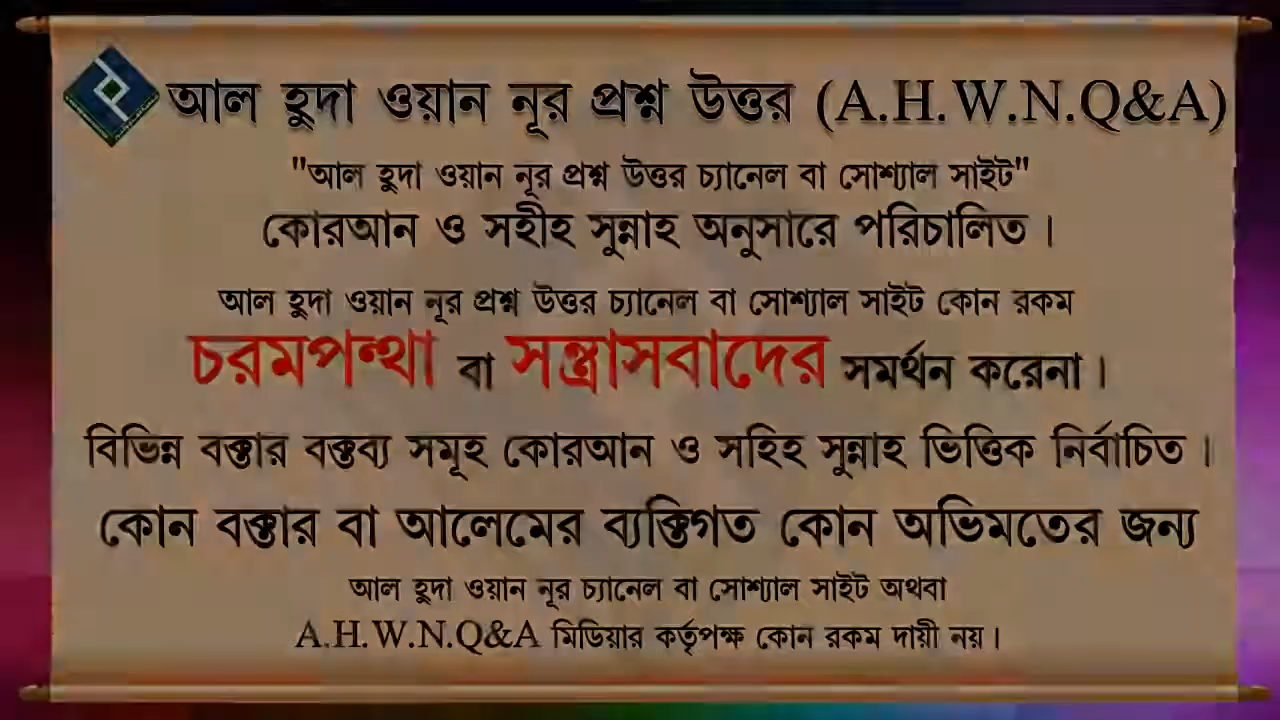 আল হুদা ওয়ান নূর প্রশ্ন উত্তর (A.H.W.N.Q&A)
"আল হুদা ওয়ান নূর প্রশ্ন উত্তর চ্যানেল বা সোশ্যাল সাইট"
কোরআন ও সহীহ সুন্নাহ অনুসারে পরিচালিত ।
আল হুদা ওয়ান নূর প্রশ্ন উত্তর চ্যানেল বা সোশ্যাল সাইট কোন রকম
চরমপন্থা বা সন্ত্রাসবাদের সমর্থন করেনা ।
বিভিন্ন বক্তার বক্তব্য সমূহ কোরআন ও সহিহ সুন্নাহ ভিত্তিক নির্বাচিত ।
কোন বক্তার বা আলেমের ব্যক্তিগত কোন অভিমতের জন্য
আল হুদা ওয়ান নূর চ্যানেল বা সোশ্যাল সাইট অথবা
A.H.W.N.Q&A মিডিয়ার কর্তৃপক্ষ কোন রকম দায়ী নয় ।